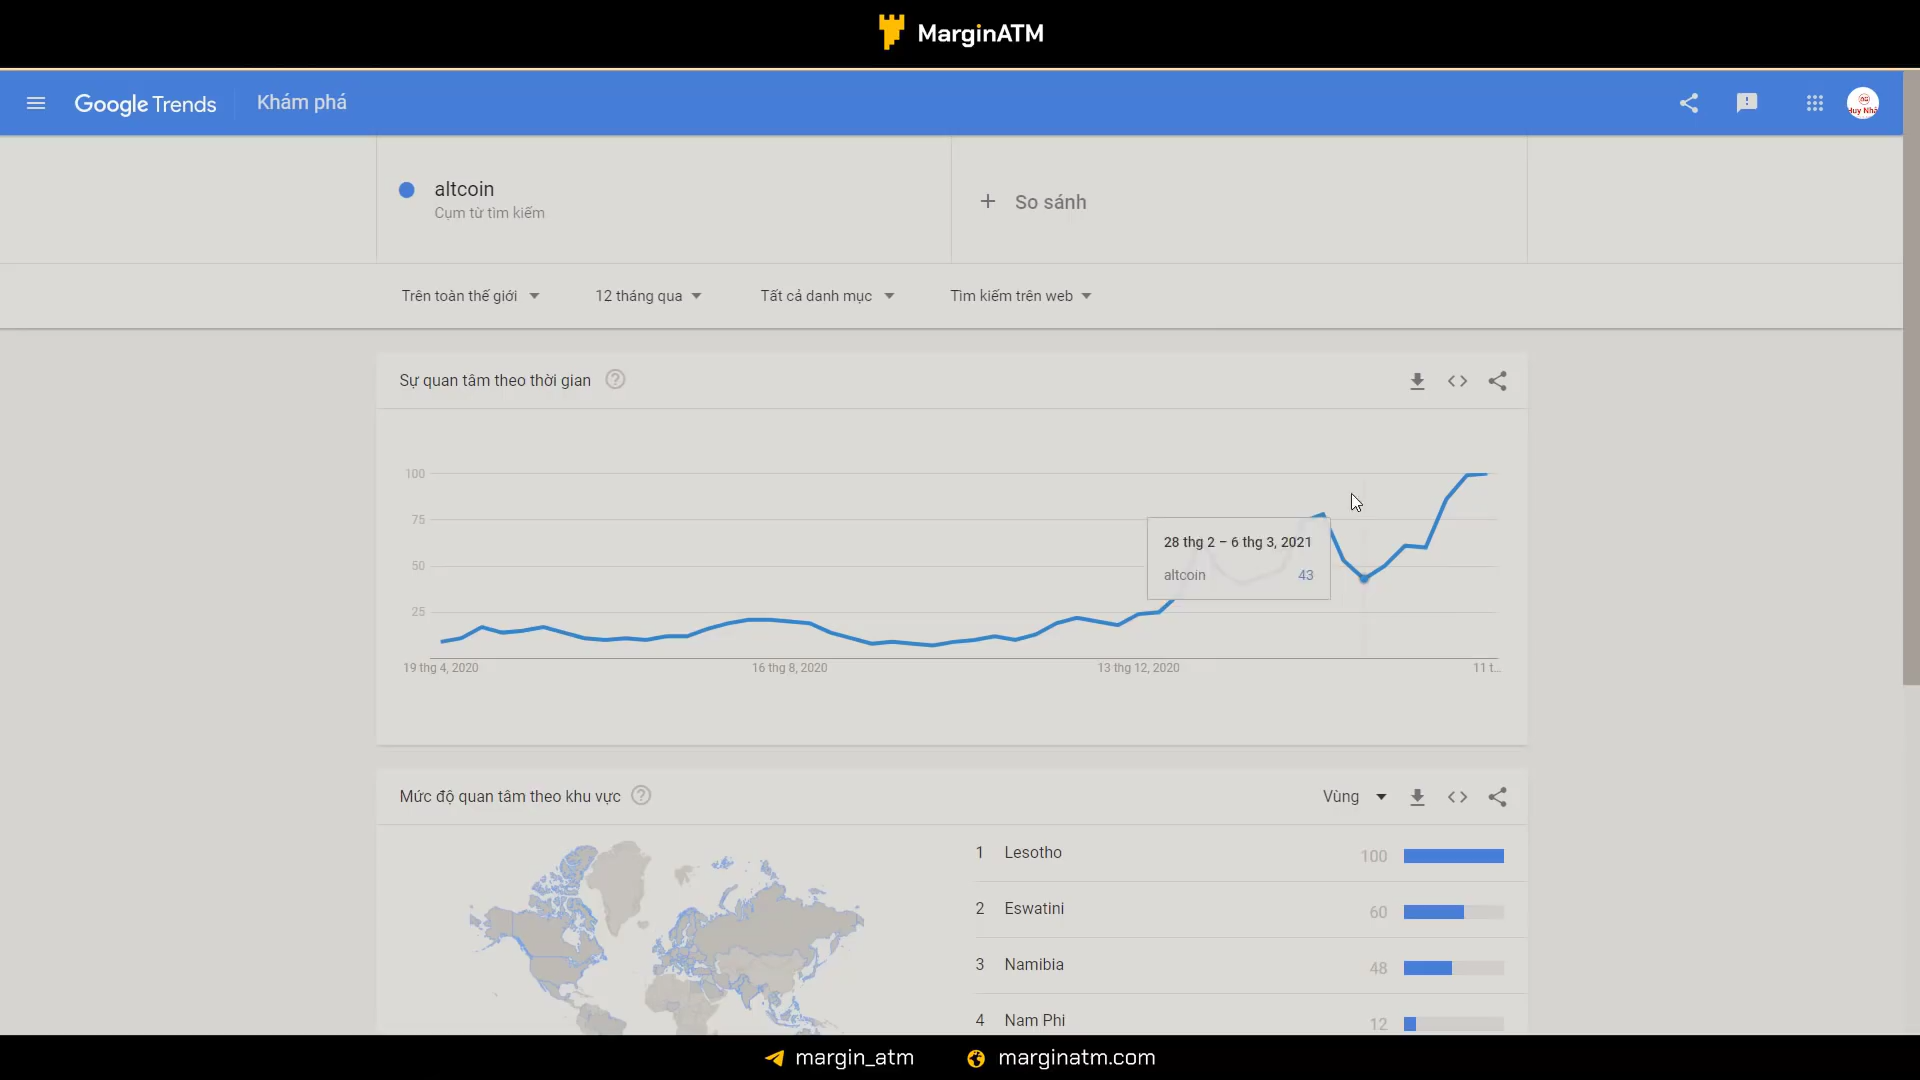 MarginATM
Google Trends
Khám phá
Huy Nhà
altcoin
Cụm từ tìm kiếm
+ So sánh
Trên toàn thế giới
12 tháng qua
Tất cả danh mục
Tìm kiếm trên web
Sự quan tâm theo thời gian
100
75
50
25
28 thg 2 – 6 thg 3, 2021
altcoin 43
19 thg 4, 2020
16 thg 8, 2020
13 thg 12, 2020
11 t...
Mức độ quan tâm theo khu vực
Vùng
1 Lesotho 100
2 Eswatini 60
3 Namibia 48
4 Nam Phi 12
margin_atm
marginatm.com